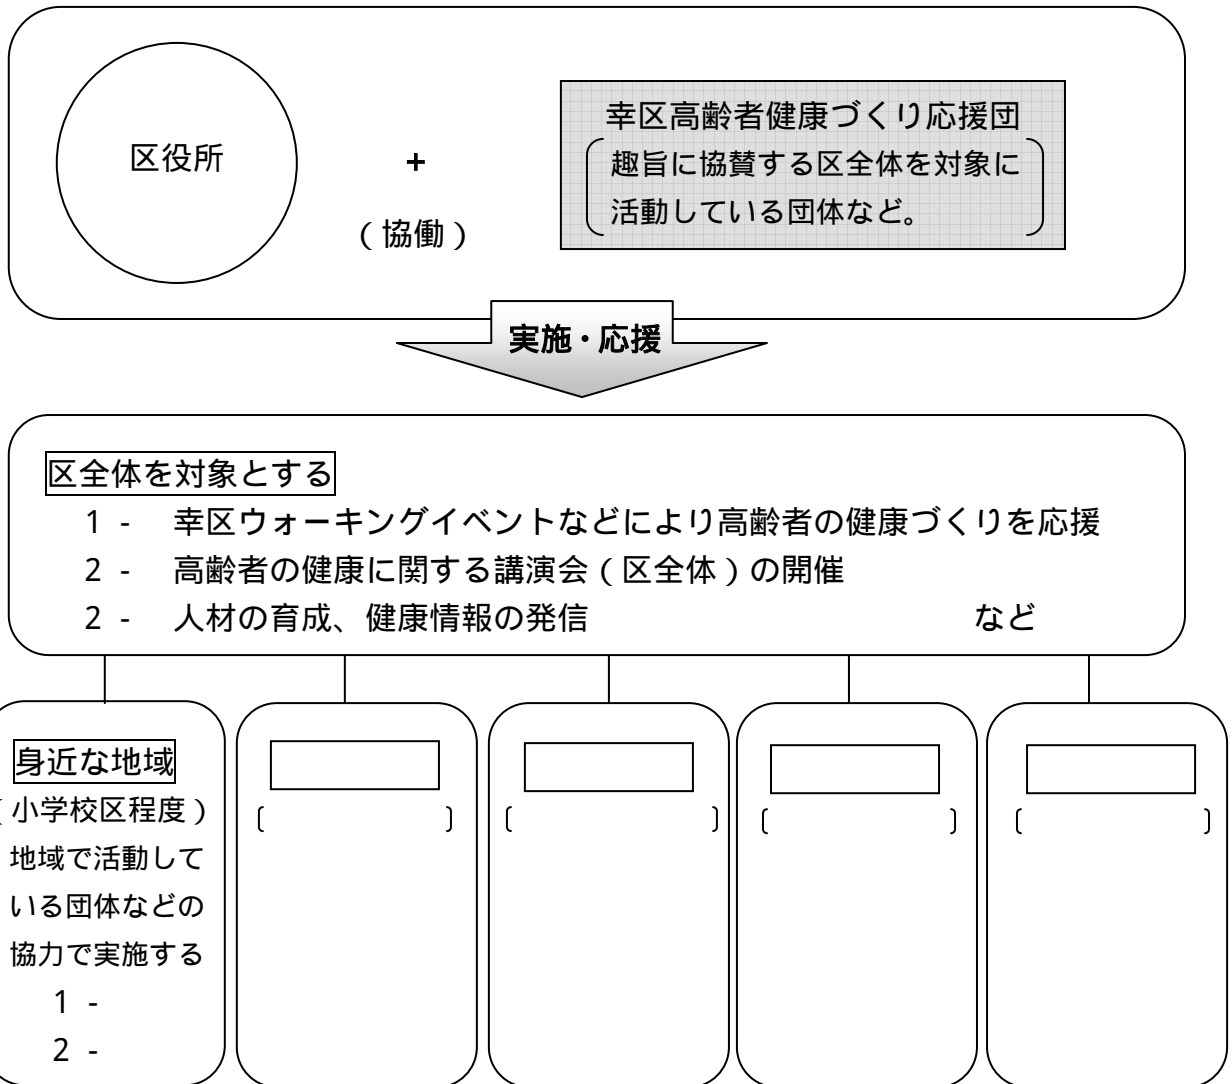 区役所
+
(協働)
幸区高齢者健康づくり応援団
趣旨に協賛する区全体を対象に
活動している団体など。
実施・応援
区全体を対象とする
1 - 幸区ウォーキングイベントなどにより高齢者の健康づくりを応援
2 - 高齢者の健康に関する講演会(区全体)の開催
2 - 人材の育成、健康情報の発信 など
身近な地域
(小学校区程度)
地域で活動して
いる団体などの
協力で実施する
1 -
2 -